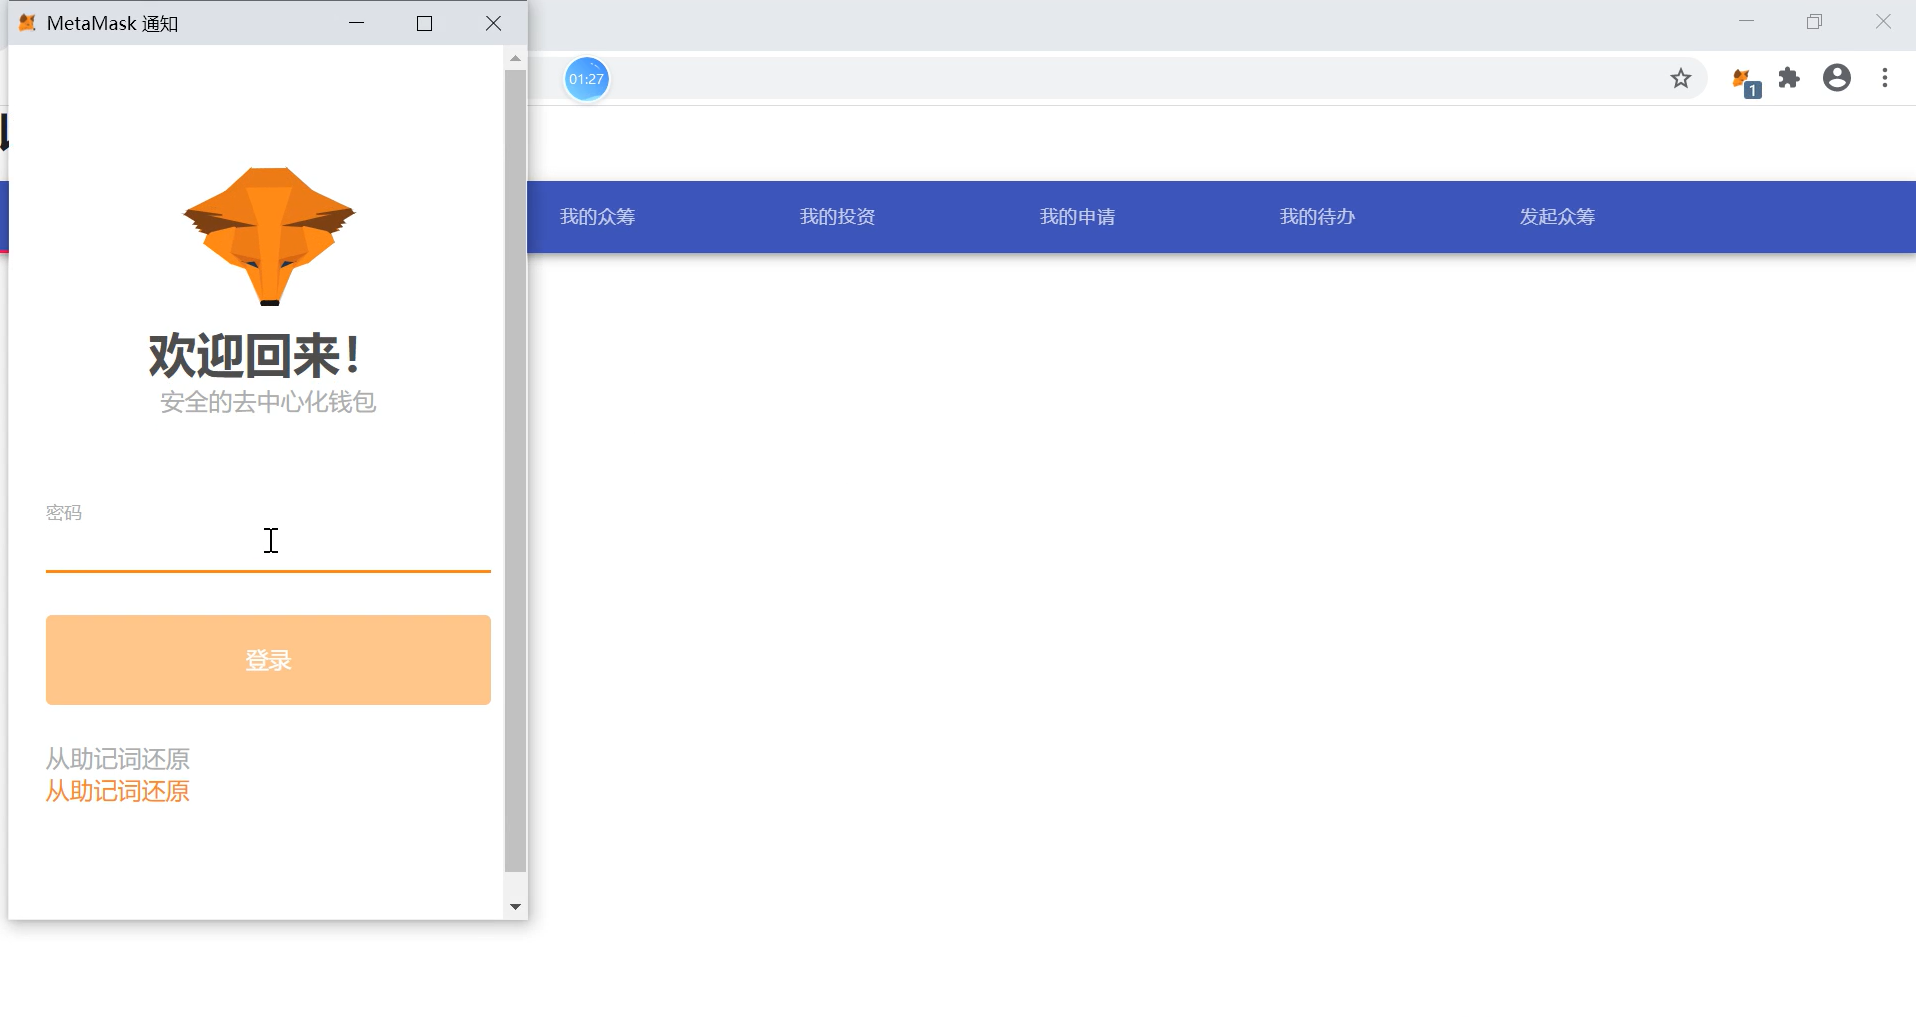 MetaMask 通知
01:27
1
我的众筹
我的投资
我的申请
我的待办
发起众筹
欢迎回来！
安全的去中心化钱包
密码
登录
从助记词还原
从助记词还原